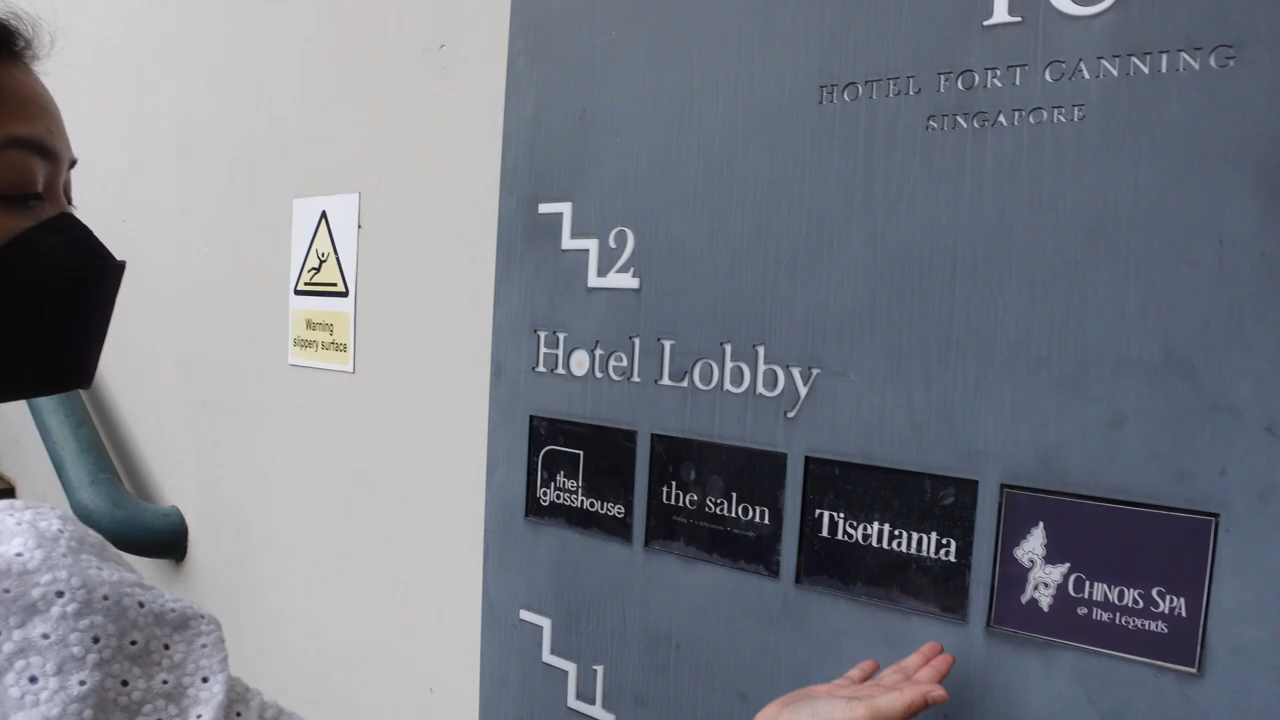 HOTEL FORT CANNING
SINGAPORE
2
Hotel Lobby
Warning
slippery surface
the
glasshouse
the salon
Tisettanta
CHINOIS SPA
@ The Legends
1